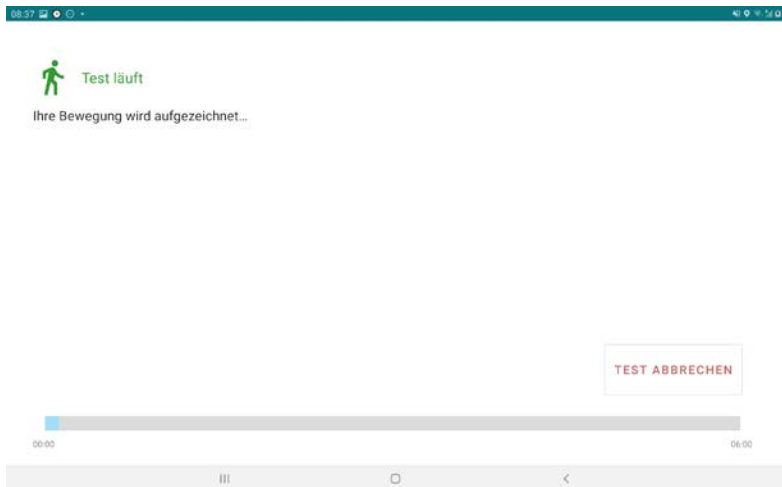 08:37
Test läuft
Ihre Bewegung wird aufgezeichnet...
TEST ABBRECHEN
00:00
06:00